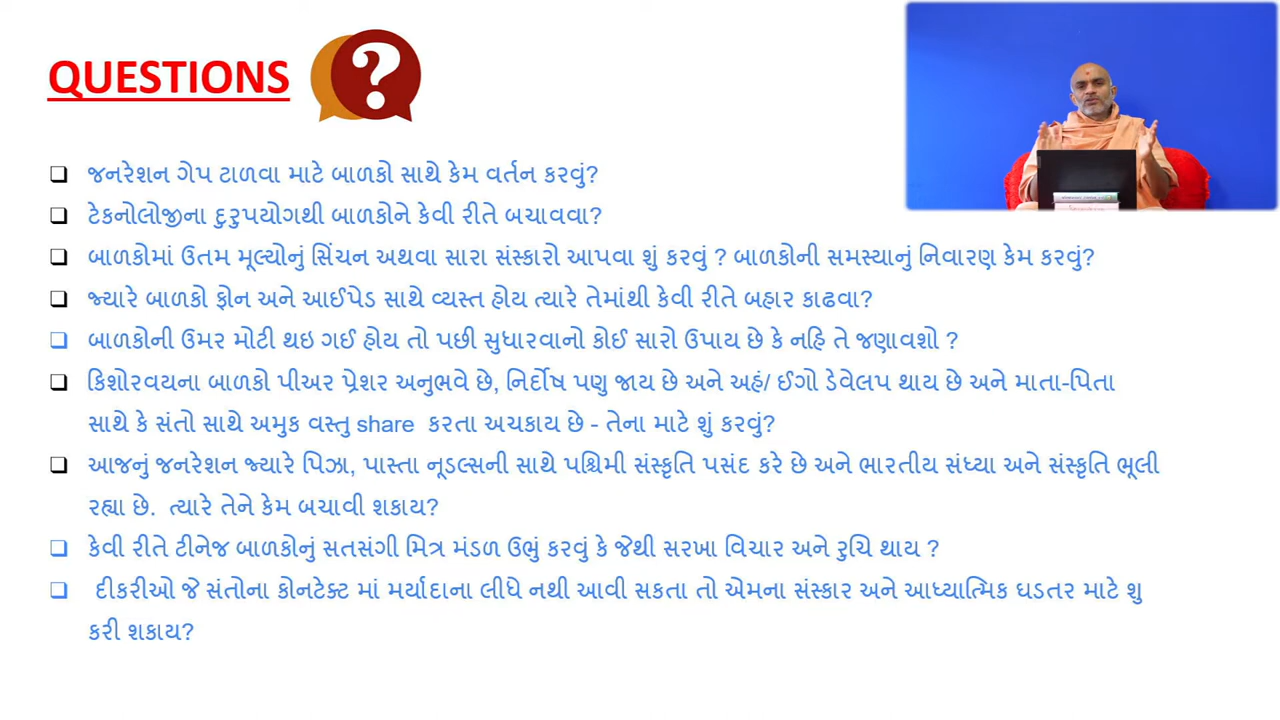 QUESTIONS
જનરેશન ગેપ ટાળવા માટે બાળકો સાથે કેમ વર્તન કરવું?
ટેકનોલોજીના દુરુપયોગથી બાળકોને કેવી રીતે બચાવવા?
બાળકોમાં ઉતમ મૂલ્યોનું સિંચન અથવા સારા સંસ્કારો આપવા શું કરવું ? બાળકોની સમસ્યાનું નિવારણ કેમ કરવું?
જ્યારે બાળકો ફોન અને આઈપેડ સાથે વ્યસ્ત હોય ત્યારે તેમાંથી કેવી રીતે બહાર કાઢવા?
બાળકોની ઉમર મોટી થઇ ગઈ હોય તો પછી સુધારવાનો કોઈ સારો ઉપાય છે કે નહિ તે જણાવશો ?
કિશોરવયના બાળકો પીઅર પ્રેશર અનુભવે છે, નિર્દોષ પણુ જાય છે અને અહં/ ઈગો ડેવેલપ થાય છે અને માતા-પિતા
સાથે કે સંતો સાથે અમુક વસ્તુ share કરતા અચકાય છે - તેના માટે શું કરવું?
આજનું જનરેશન જ્યારે પિઝા, પાસ્તા નૂડલ્સની સાથે પશ્ચિમી સંસ્કૃતિ પસંદ કરે છે અને ભારતીય સંધ્યા અને સંસ્કૃતિ ભૂલી
રહ્યા છે. ત્યારે તેને કેમ બચાવી શકાય?
કેવી રીતે ટીનેજ બાળકોનું સતસંગી મિત્ર મંડળ ઉભું કરવું કે જેથી સરખા વિચાર અને રુચિ થાય ?
દીકરીઓ જે સંતોના કોનટેક્ટ માં મર્યાદાના લીધે નથી આવી સકતા તો એમના સંસ્કાર અને આધ્યાત્મિક ઘડતર માટે શુ
કરી શકાય?